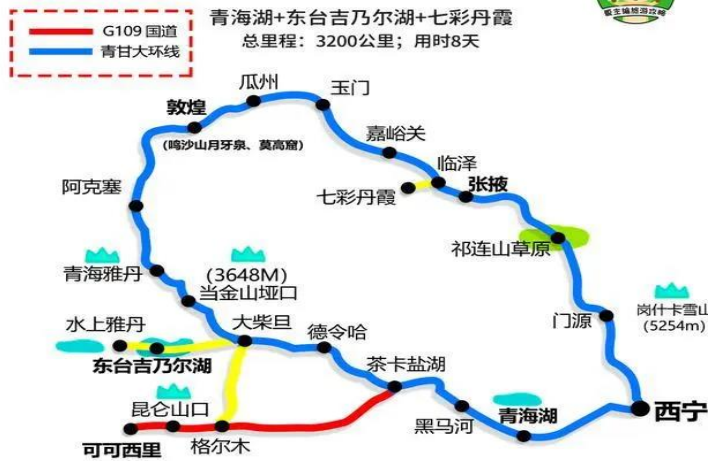 G109 国道
青甘大环线
青海湖+东台吉乃尔湖+七彩丹霞
总里程：3200公里；用时8天
瓜州
玉门
敦煌
(鸣沙山月牙泉、莫高窟)
嘉峪关
临泽
张掖
七彩丹霞
阿克塞
祁连山草原
青海雅丹
(3648M)
当金山垭口
岗什卡雪山
(5254m)
门源
水上雅丹
大柴旦
德令哈
东台吉乃尔湖
茶卡盐湖
昆仑山口
青海湖
西宁
黑马河
可可西里
格尔木